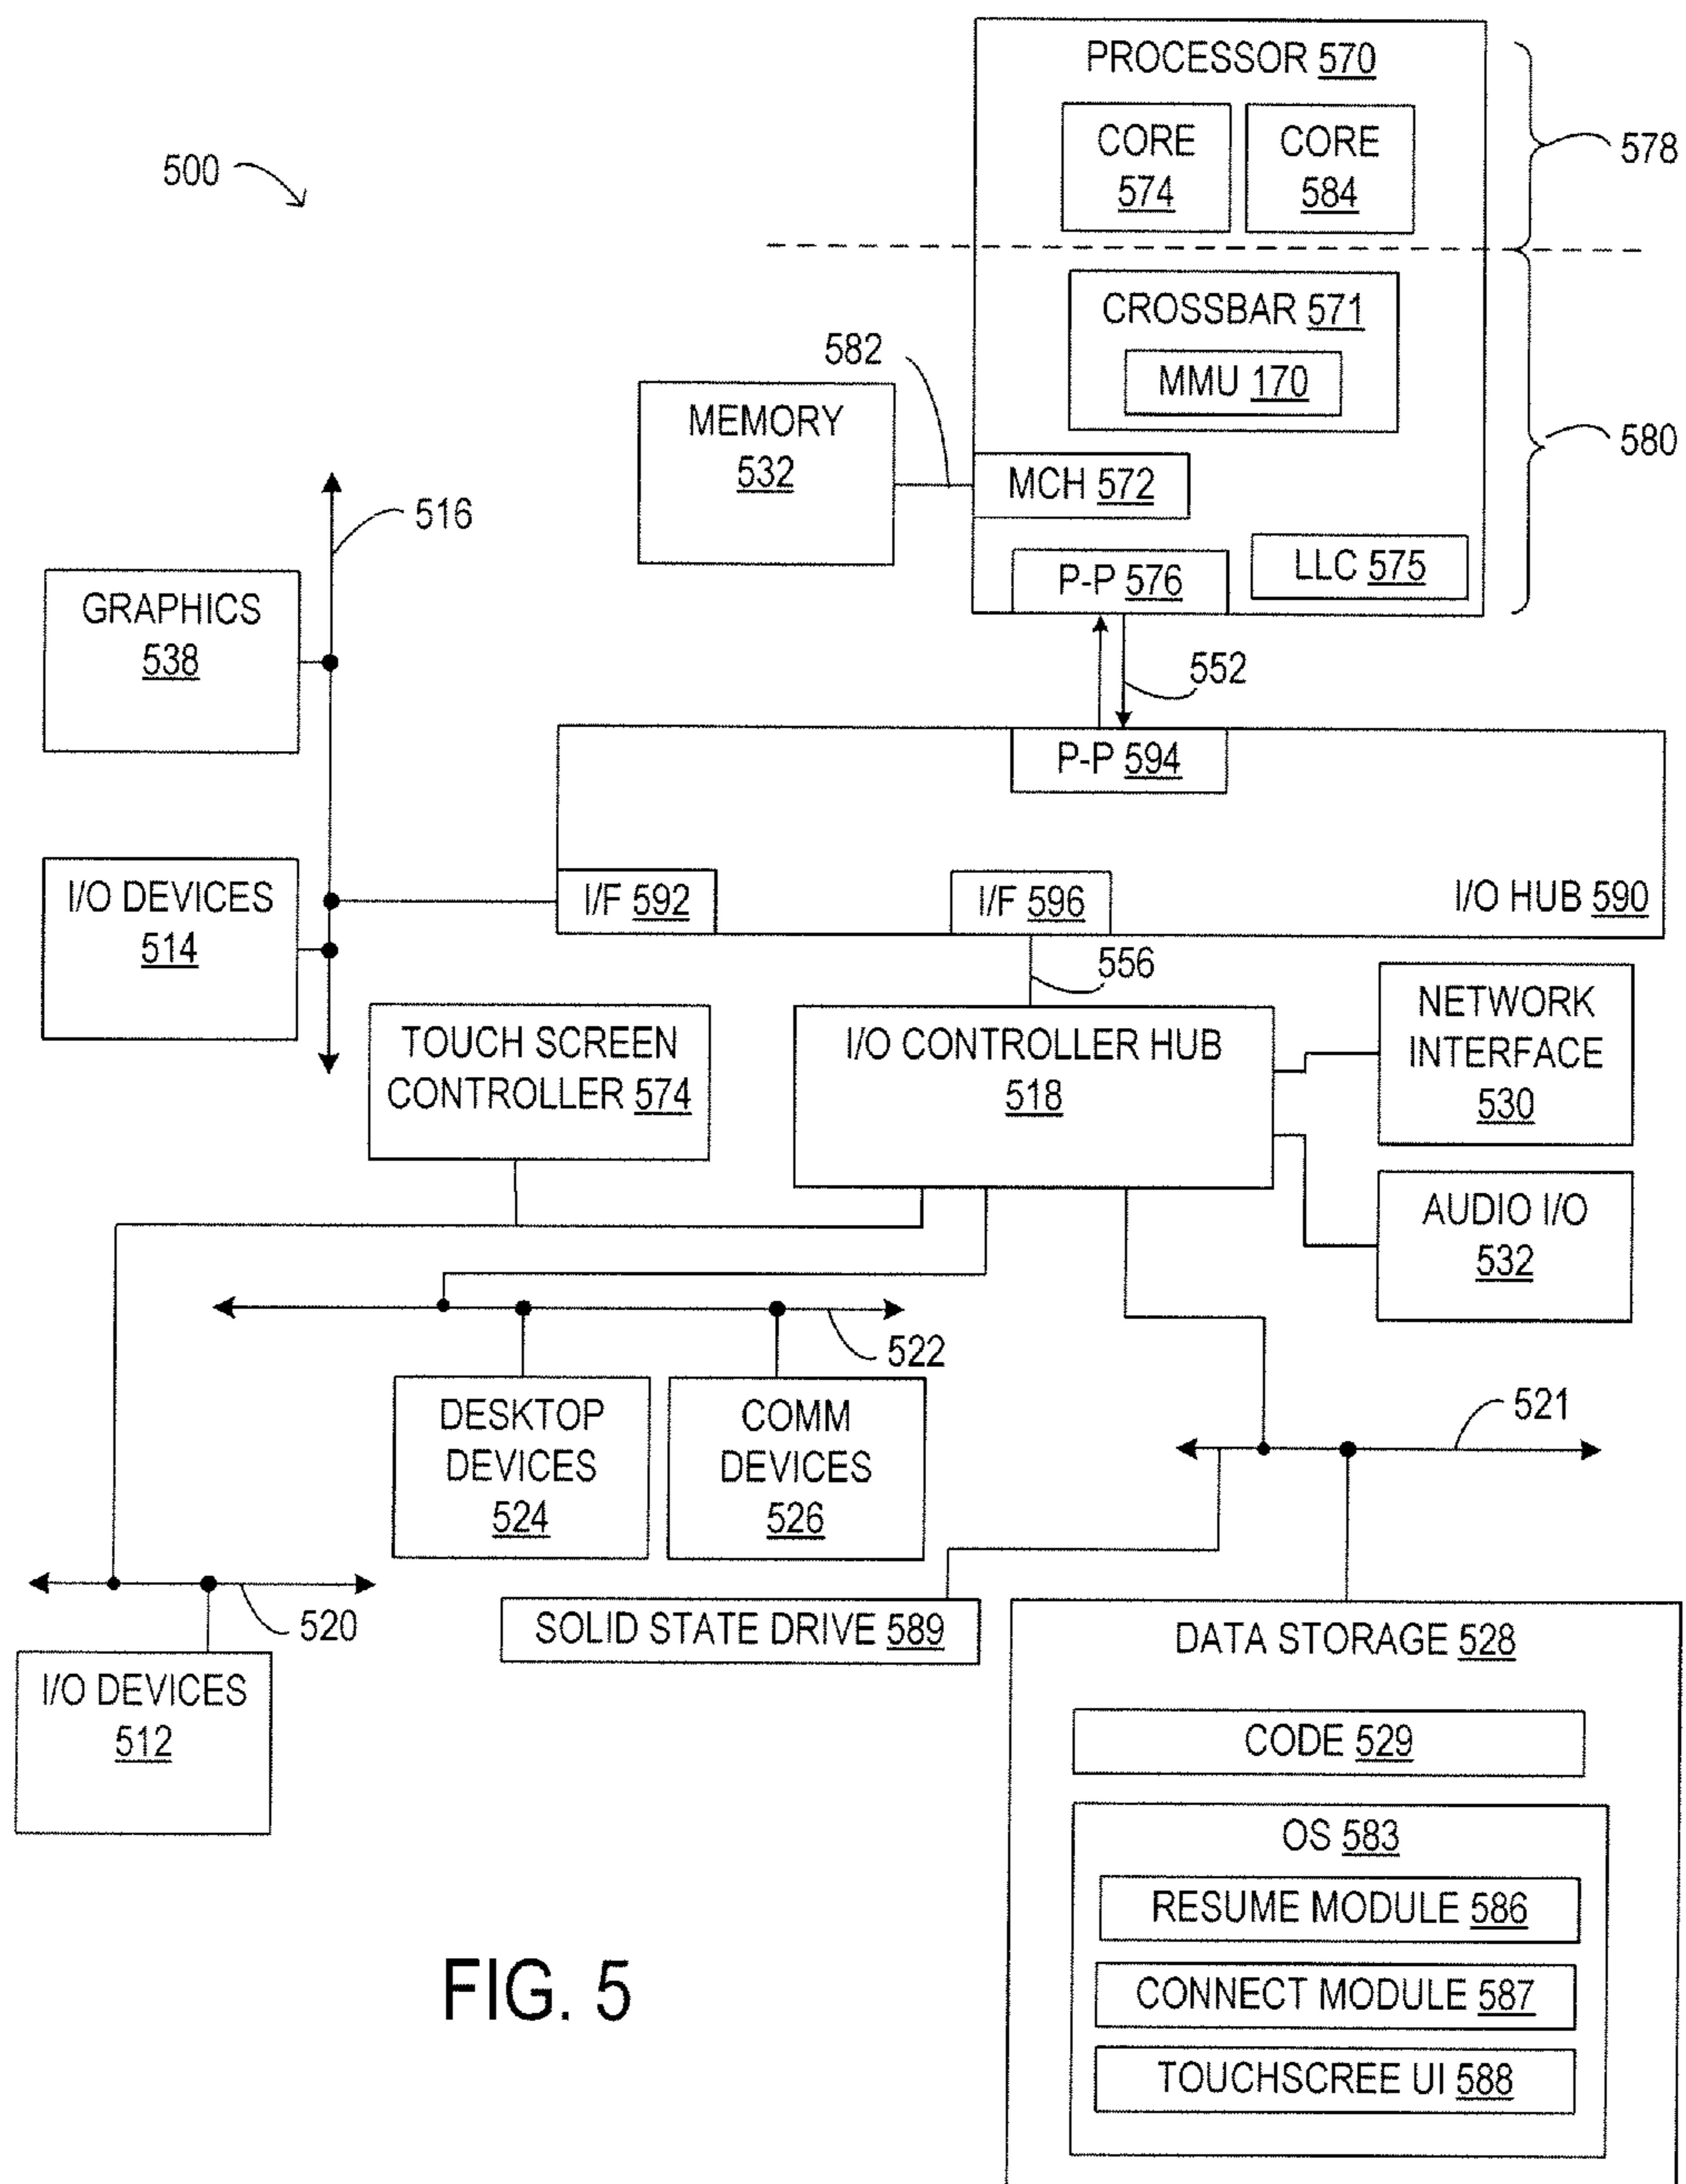 PROCESSOR 570
CORE
574
CORE
584
578
500
CROSSBAR 571
MMU 170
582
580
MEMORY
532
MCH 572
516
LLC 575
P-P 576
GRAPHICS
538
552
P-P 594
I/O DEVICES
514
I/F 592
I/F 596
I/O HUB 590
556
NETWORK
INTERFACE
530
TOUCH SCREEN
CONTROLLER 574
I/O CONTROLLER HUB
518
AUDIO I/O
532
522
DESKTOP
DEVICES
524
COMM
DEVICES
526
521
520
SOLID STATE DRIVE 589
DATA STORAGE 528
I/O DEVICES
512
CODE 529
OS 583
RESUME MODULE 586
CONNECT MODULE 587
TOUCHSCREE UI 588
FIG. 5